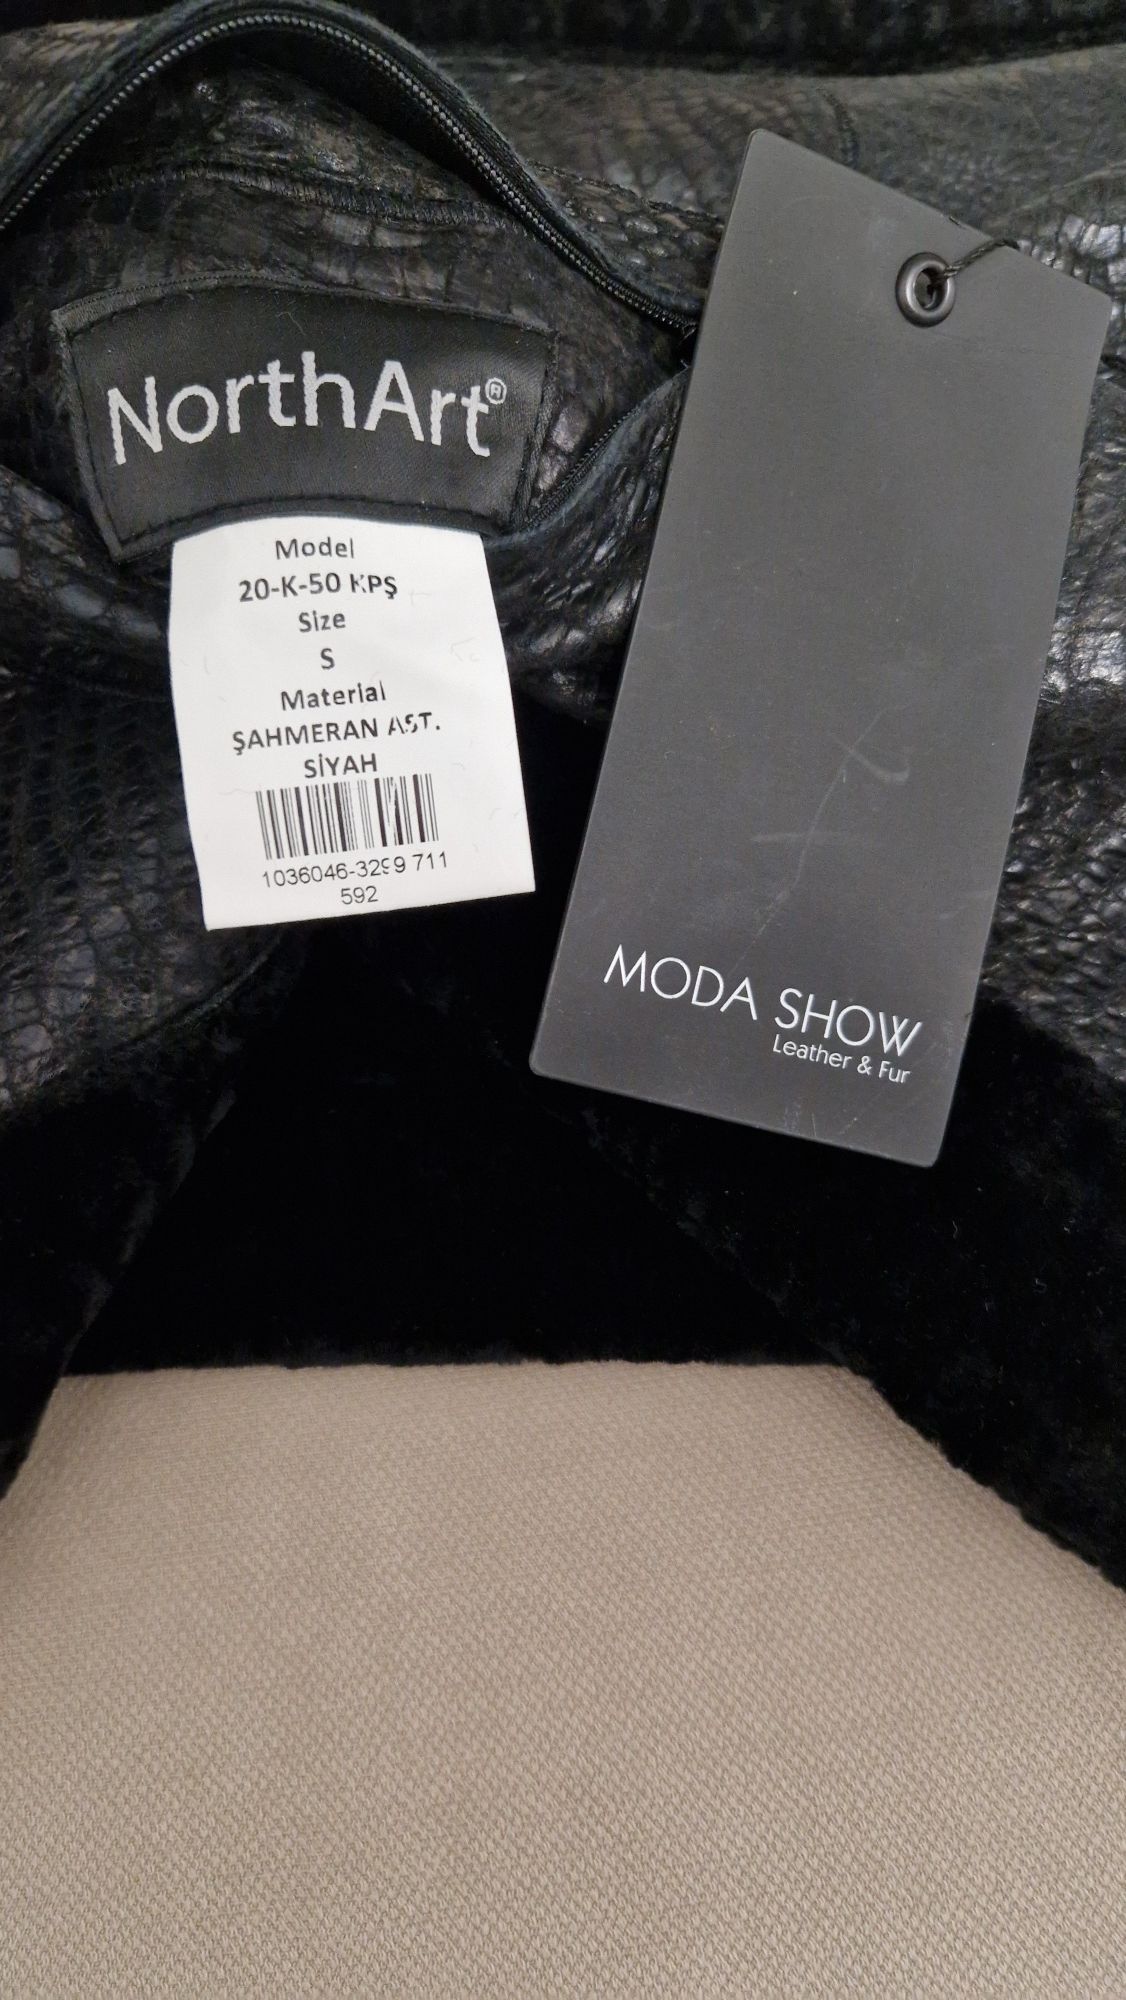 NorthArt®
Model
20-K-50 KPŞ
Size
S
Material
ŞAHMERAN AST.
SİYAH
1036046-3299 711
592
MODA SHOW
Leather & Fur